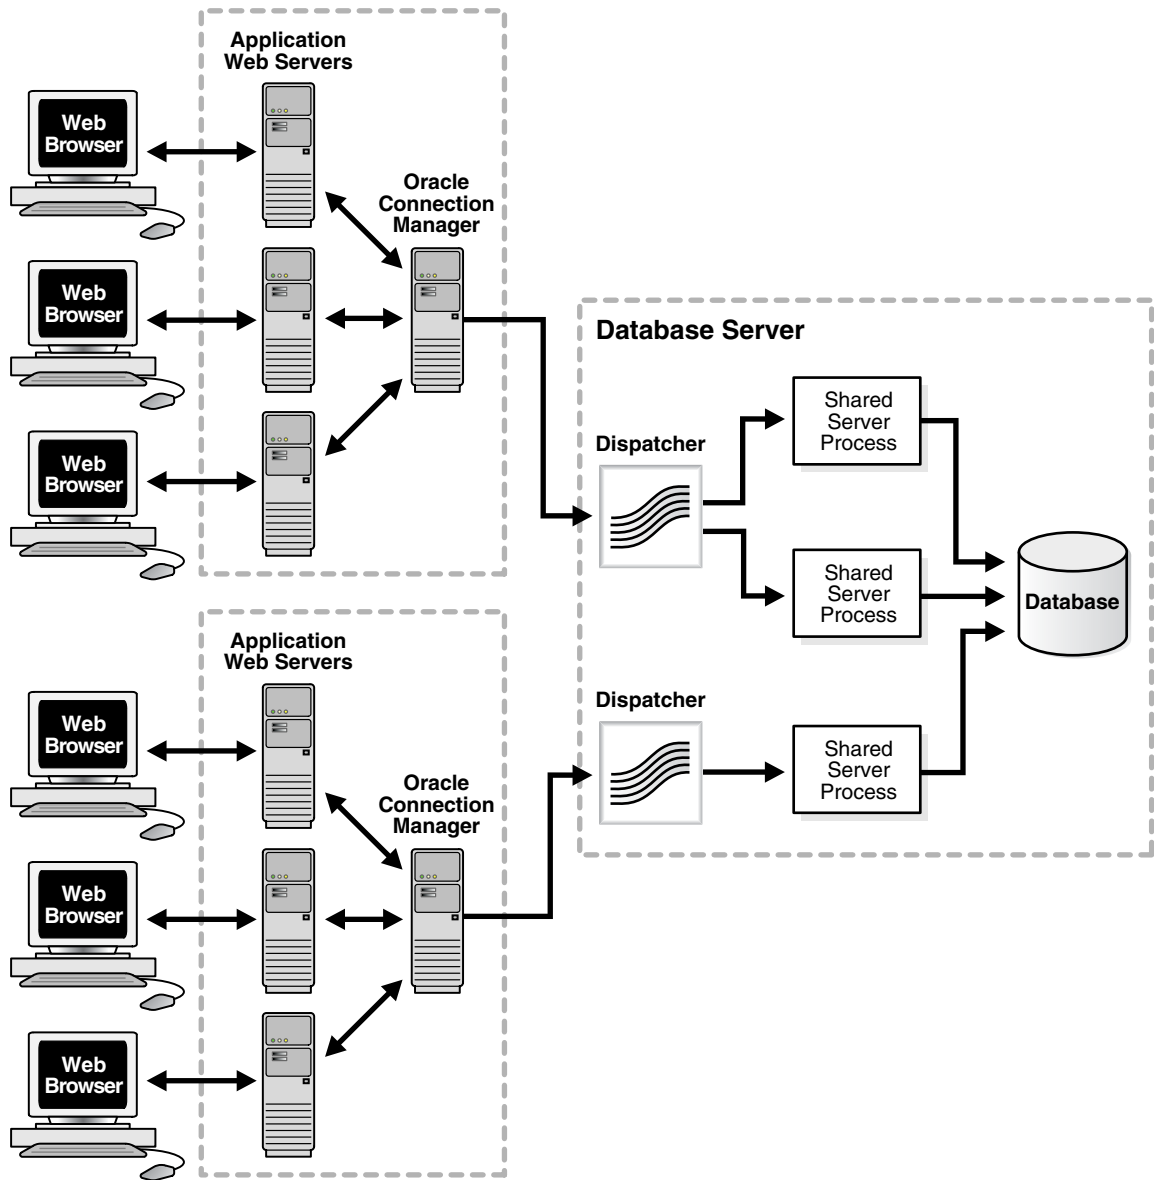 Application
Web Servers
Web
Browser
Oracle
Connection
Manager
Web
Browser
Web
Browser
Database Server
Dispatcher
Shared
Server
Process
Shared
Server
Process
Database
Dispatcher
Shared
Server
Process
Application
Web Servers
Web
Browser
Oracle
Connection
Manager
Web
Browser
Web
Browser